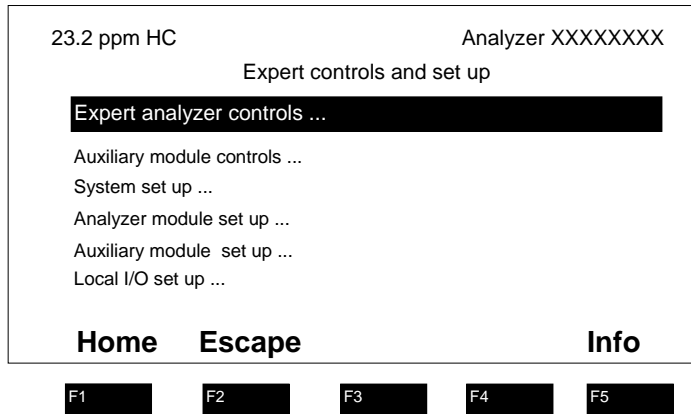 23.2 ppm HC Analyzer XXXXXXXX
Expert controls and set up
Expert analyzer controls ...
Auxiliary module controls ...
System set up ...
Analyzer module set up ...
Auxiliary module set up ...
Local I/O set up ...
Home Escape Info
F1 F2 F3 F4 F5